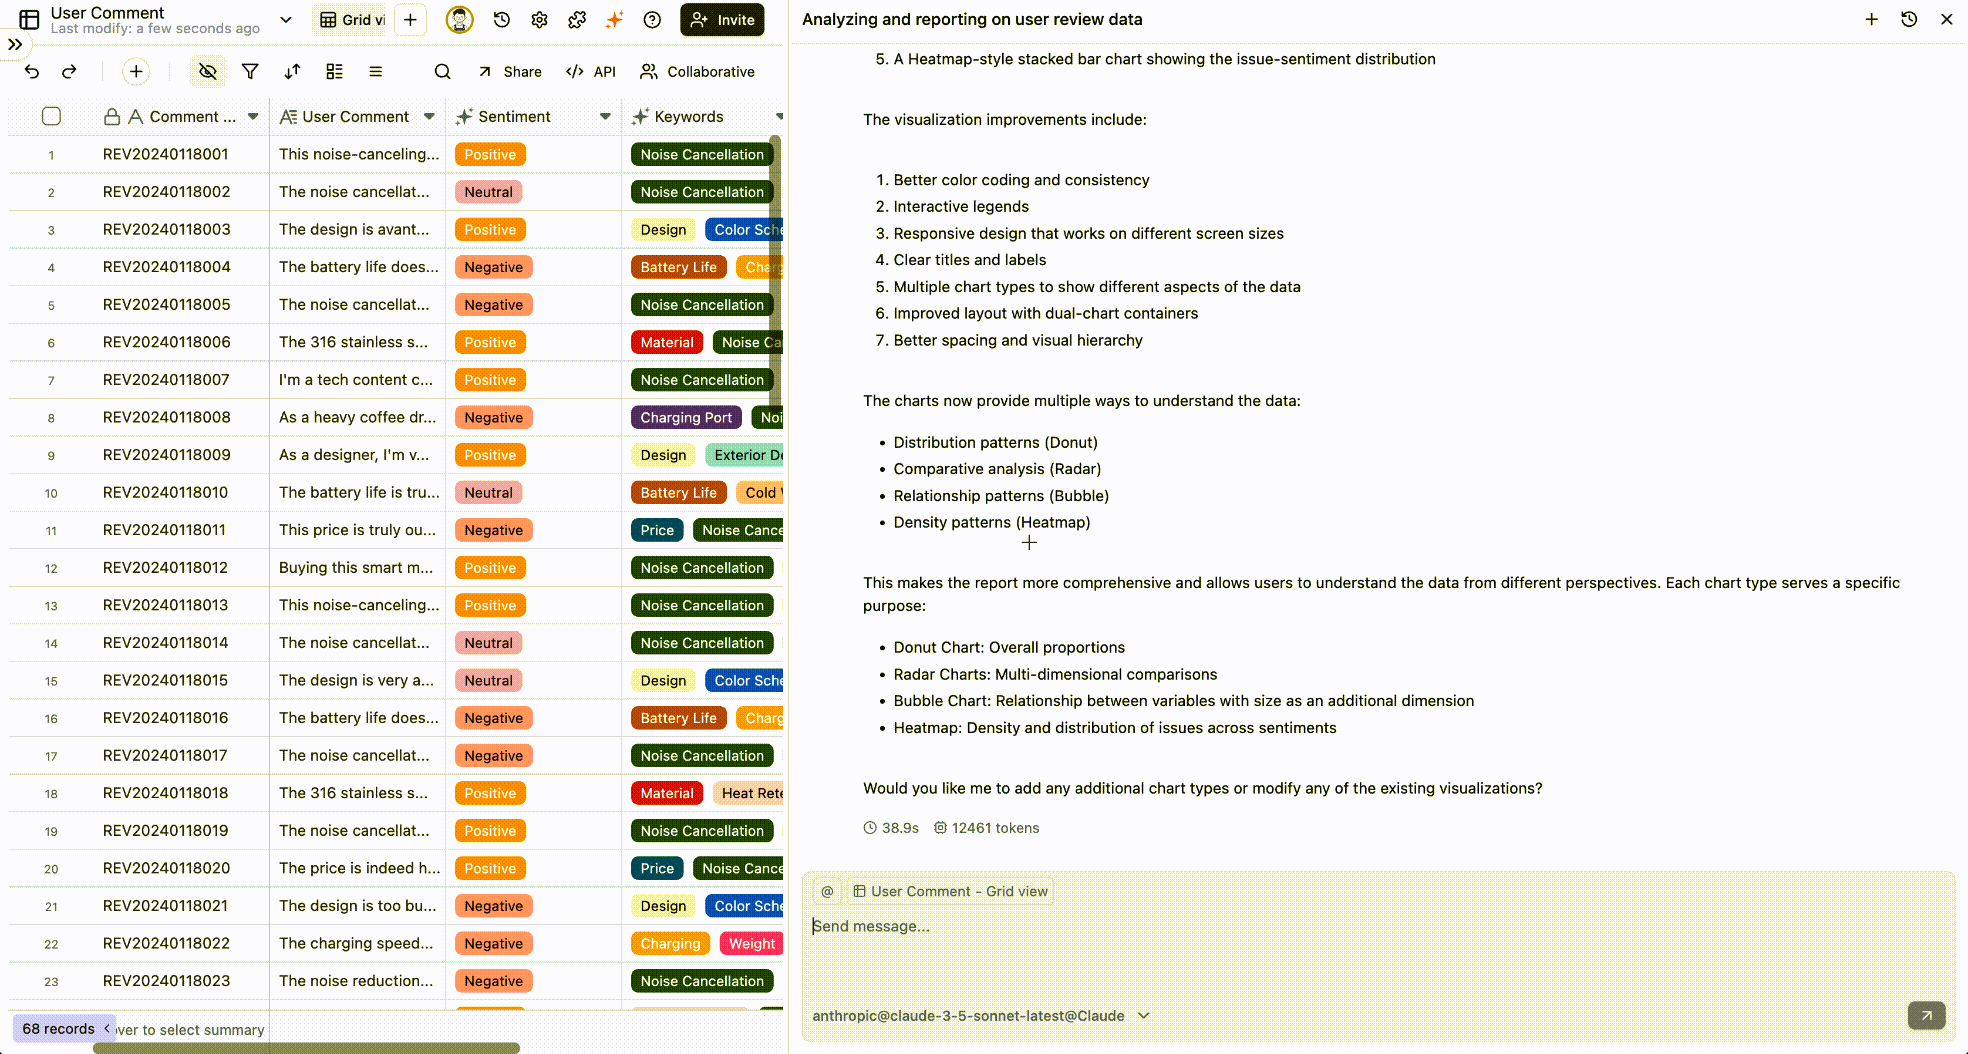 User Comment
Last modify: a few seconds ago
Grid vi
Invite
Share
API
Collaborative
Comment ...
User Comment
Sentiment
Keywords
1 REV20240118001 This noise-canceling... Positive Noise Cancellation
2 REV20240118002 The noise cancellat... Neutral Noise Cancellation
3 REV20240118003 The design is avant... Positive Design Color Sche
4 REV20240118004 The battery life does... Negative Battery Life Charg
5 REV20240118005 The noise cancellat... Negative Noise Cancellation
6 REV20240118006 The 316 stainless s... Positive Material Noise Ca
7 REV20240118007 I'm a tech content c... Positive Noise Cancellation
8 REV20240118008 As a heavy coffee dr... Negative Charging Port Noi
9 REV20240118009 As a designer, I'm v... Positive Design Exterior De
10 REV20240118010 The battery life is tru... Neutral Battery Life Cold
11 REV20240118011 This price is truly ou... Negative Price Noise Cance
12 REV20240118012 Buying this smart m... Positive Noise Cancellation
13 REV20240118013 This noise-canceling... Positive Noise Cancellation
14 REV20240118014 The noise cancellat... Neutral Noise Cancellation
15 REV20240118015 The design is very a... Neutral Design Color Sche
16 REV20240118016 The battery life does... Negative Battery Life Charg
17 REV20240118017 The noise cancellat... Negative Noise Cancellation
18 REV20240118018 The 316 stainless s... Positive Material Heat Rete
19 REV20240118019 The noise cancellat... Positive Noise Cancellation
20 REV20240118020 The price is indeed h... Positive Price Noise Cance
21 REV20240118021 The design is too bu... Negative Design Color Sche
22 REV20240118022 The charging speed... Negative Charging Weight
23 REV20240118023 The noise reduction... Negative Noise Cancellation
68 records
over to select summary
Analyzing and reporting on user review data
5. A Heatmap-style stacked bar chart showing the issue-sentiment distribution
The visualization improvements include:
1. Better color coding and consistency
2. Interactive legends
3. Responsive design that works on different screen sizes
4. Clear titles and labels
5. Multiple chart types to show different aspects of the data
6. Improved layout with dual-chart containers
7. Better spacing and visual hierarchy
The charts now provide multiple ways to understand the data:
• Distribution patterns (Donut)
• Comparative analysis (Radar)
• Relationship patterns (Bubble)
• Density patterns (Heatmap)
This makes the report more comprehensive and allows users to understand the data from different perspectives. Each chart type serves a specific
purpose:
• Donut Chart: Overall proportions
• Radar Charts: Multi-dimensional comparisons
• Bubble Chart: Relationship between variables with size as an additional dimension
• Heatmap: Density and distribution of issues across sentiments
Would you like me to add any additional chart types or modify any of the existing visualizations?
38.9s 12461 tokens
@ User Comment - Grid view
Send message...
anthropic@claude-3-5-sonnet-latest@Claude